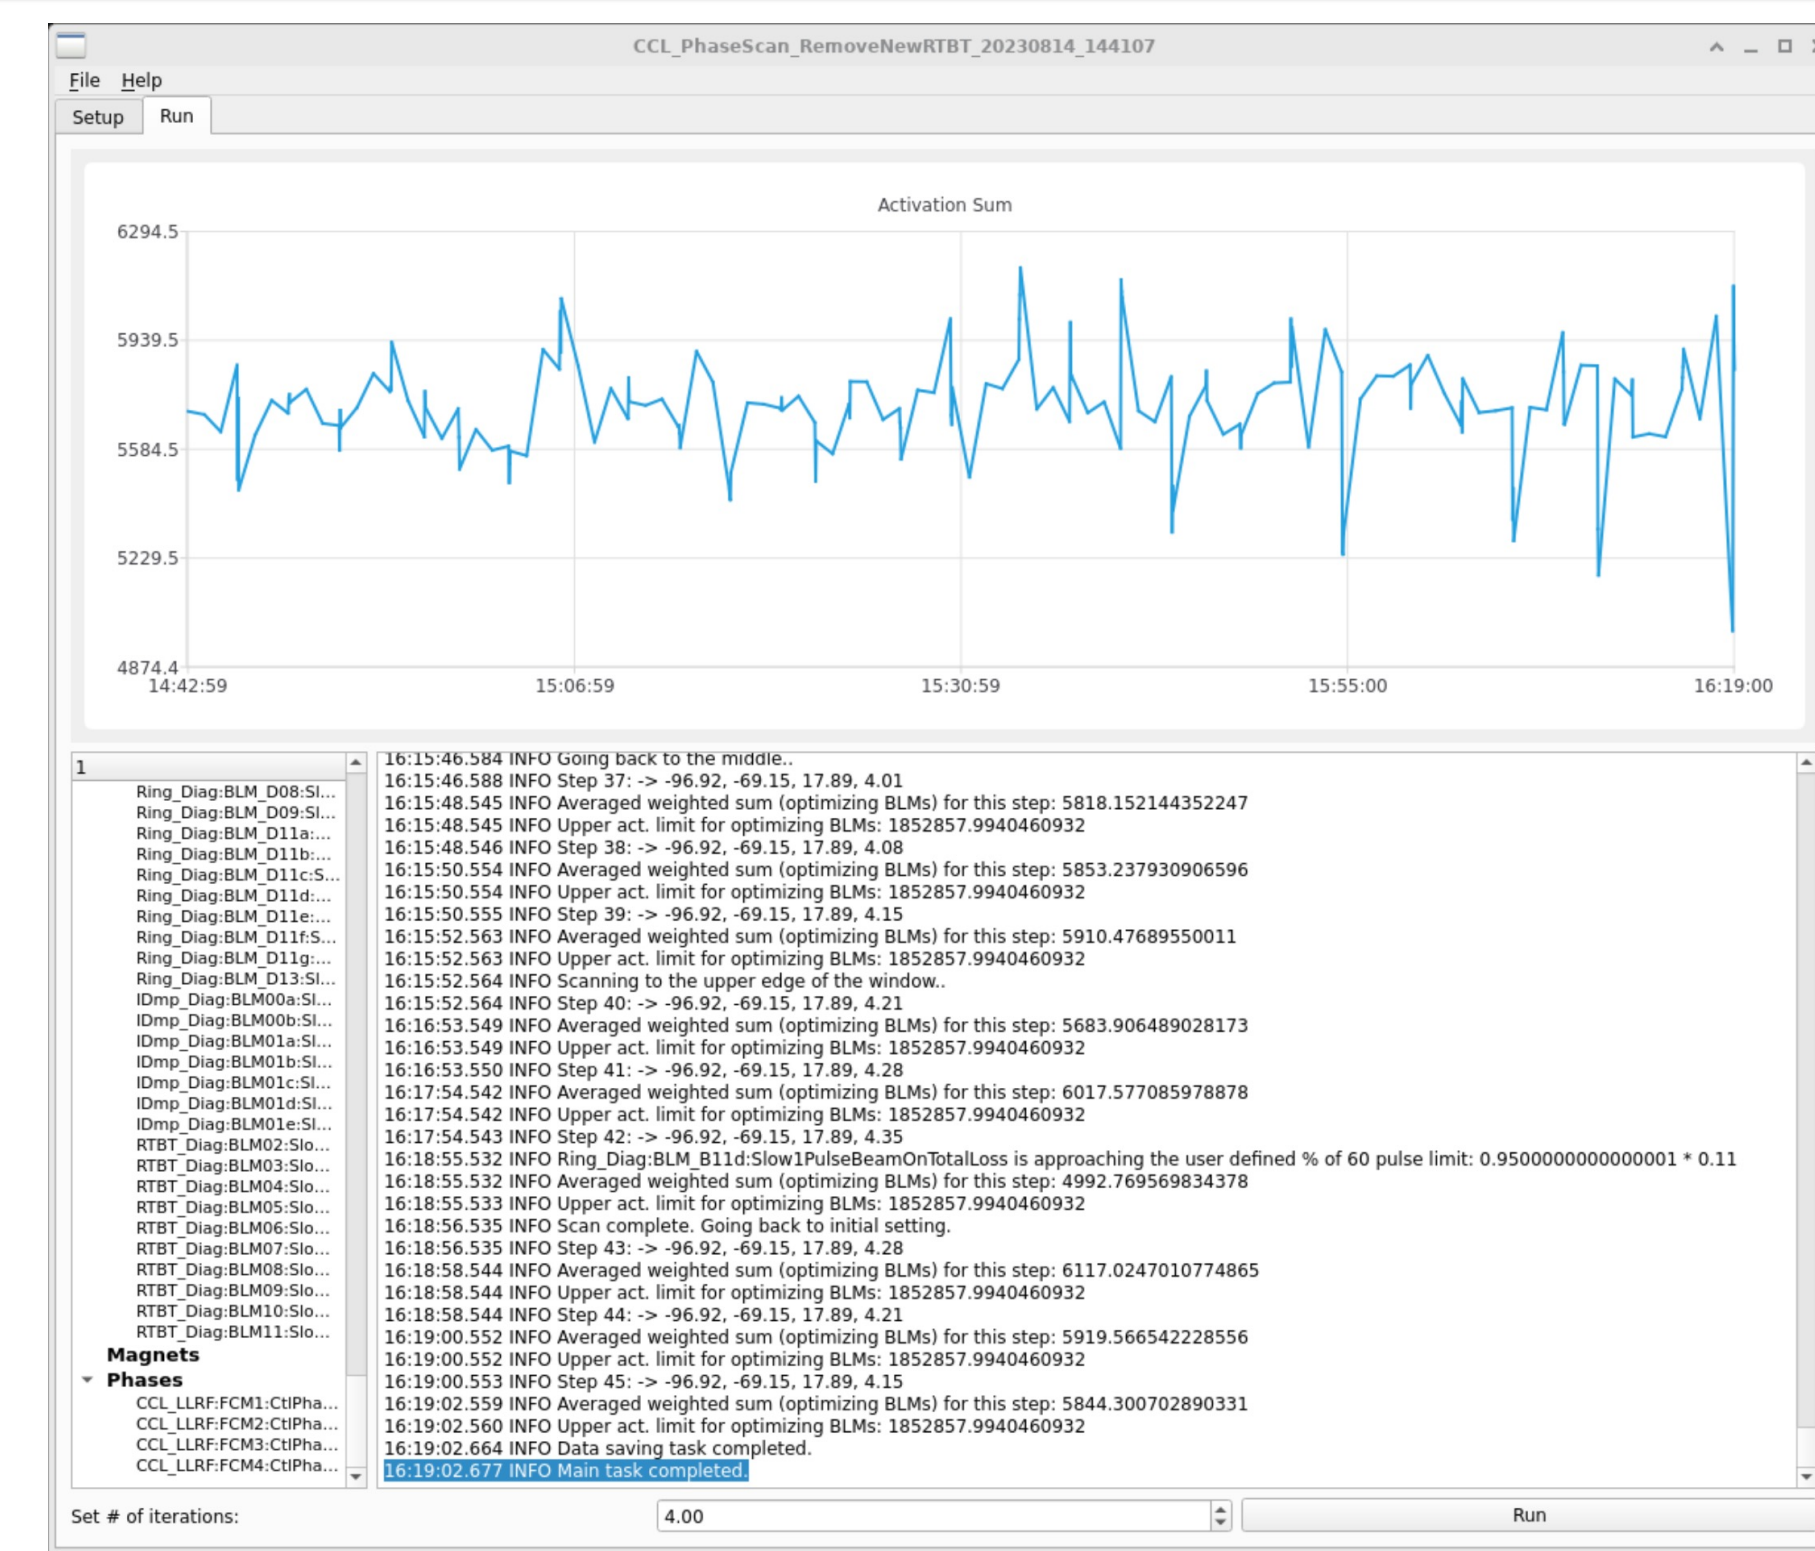 CCL_PhaseScan_RemoveNewRTBT_20230814_144107
File Help
Setup Run
Activation Sum
6294.5
5939.5
5584.5
5229.5
4874.4
14:42:59 15:06:59 15:30:59 15:55:00 16:19:00
1
Ring_Diag:BLM_D08:Sl...
Ring_Diag:BLM_D09:Sl...
Ring_Diag:BLM_D11a:...
Ring_Diag:BLM_D11b:...
Ring_Diag:BLM_D11c:S...
Ring_Diag:BLM_D11d:...
Ring_Diag:BLM_D11e:...
Ring_Diag:BLM_D11f:S...
Ring_Diag:BLM_D11g:...
Ring_Diag:BLM_D13:Sl...
IDmp_Diag:BLM00a:Sl...
IDmp_Diag:BLM00b:Sl...
IDmp_Diag:BLM01a:Sl...
IDmp_Diag:BLM01b:Sl...
IDmp_Diag:BLM01c:Sl...
IDmp_Diag:BLM01d:Sl...
IDmp_Diag:BLM01e:Sl...
RTBT_Diag:BLM02:Slo...
RTBT_Diag:BLM03:Slo...
RTBT_Diag:BLM04:Slo...
RTBT_Diag:BLM05:Slo...
RTBT_Diag:BLM06:Slo...
RTBT_Diag:BLM07:Slo...
RTBT_Diag:BLM08:Slo...
RTBT_Diag:BLM09:Slo...
RTBT_Diag:BLM10:Slo...
RTBT_Diag:BLM11:Slo...
Magnets
Phases
CCL_LLRF:FCM1:CtlPha...
CCL_LLRF:FCM2:CtlPha...
CCL_LLRF:FCM3:CtlPha...
CCL_LLRF:FCM4:CtlPha...
16:15:46.584 INFO Going back to the middle..
16:15:46.588 INFO Step 37: -> -96.92, -69.15, 17.89, 4.01
16:15:48.545 INFO Averaged weighted sum (optimizing BLMs) for this step: 5818.152144352247
16:15:48.545 INFO Upper act. limit for optimizing BLMs: 1852857.9940460932
16:15:48.546 INFO Step 38: -> -96.92, -69.15, 17.89, 4.08
16:15:50.554 INFO Averaged weighted sum (optimizing BLMs) for this step: 5853.237930906596
16:15:50.554 INFO Upper act. limit for optimizing BLMs: 1852857.9940460932
16:15:50.555 INFO Step 39: -> -96.92, -69.15, 17.89, 4.15
16:15:52.563 INFO Averaged weighted sum (optimizing BLMs) for this step: 5910.47689550011
16:15:52.563 INFO Upper act. limit for optimizing BLMs: 1852857.9940460932
16:15:52.564 INFO Scanning to the upper edge of the window..
16:15:52.564 INFO Step 40: -> -96.92, -69.15, 17.89, 4.21
16:16:53.549 INFO Averaged weighted sum (optimizing BLMs) for this step: 5683.906489028173
16:16:53.549 INFO Upper act. limit for optimizing BLMs: 1852857.9940460932
16:16:53.550 INFO Step 41: -> -96.92, -69.15, 17.89, 4.28
16:17:54.542 INFO Averaged weighted sum (optimizing BLMs) for this step: 6017.577085978878
16:17:54.542 INFO Upper act. limit for optimizing BLMs: 1852857.9940460932
16:17:54.543 INFO Step 42: -> -96.92, -69.15, 17.89, 4.35
16:18:55.532 INFO Ring_Diag:BLM_B11d:Slow1PulseBeamOnTotalLoss is approaching the user defined % of 60 pulse limit: 0.9500000000000001 * 0.11
16:18:55.532 INFO Averaged weighted sum (optimizing BLMs) for this step: 4992.769569834378
16:18:55.533 INFO Upper act. limit for optimizing BLMs: 1852857.9940460932
16:18:56.535 INFO Scan complete. Going back to initial setting.
16:18:56.535 INFO Step 43: -> -96.92, -69.15, 17.89, 4.28
16:18:58.544 INFO Averaged weighted sum (optimizing BLMs) for this step: 6117.0247010774865
16:18:58.544 INFO Upper act. limit for optimizing BLMs: 1852857.9940460932
16:18:58.544 INFO Step 44: -> -96.92, -69.15, 17.89, 4.21
16:19:00.552 INFO Averaged weighted sum (optimizing BLMs) for this step: 5919.566542228556
16:19:00.552 INFO Upper act. limit for optimizing BLMs: 1852857.9940460932
16:19:00.553 INFO Step 45: -> -96.92, -69.15, 17.89, 4.15
16:19:02.559 INFO Averaged weighted sum (optimizing BLMs) for this step: 5844.300702890331
16:19:02.560 INFO Upper act. limit for optimizing BLMs: 1852857.9940460932
16:19:02.664 INFO Data saving task completed.
16:19:02.677 INFO Main task completed.
Set # of iterations: 4.00 Run